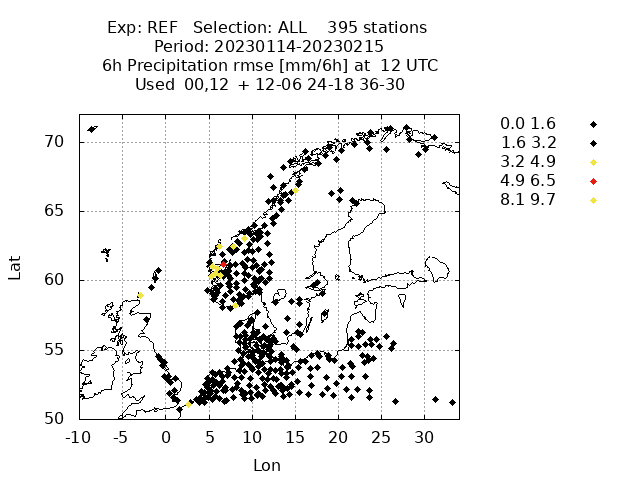 Exp: REF   Selection: ALL    395 stations
Period: 20230114-20230215
6h Precipitation rmse [mm/6h] at  12 UTC
Used  00,12  + 12-06 24-18 36-30
0.0 1.6
1.6 3.2
3.2 4.9
4.9 6.5
8.1 9.7
70
65
60
55
50
Lat
-10 -5 0 5 10 15 20 25 30
Lon